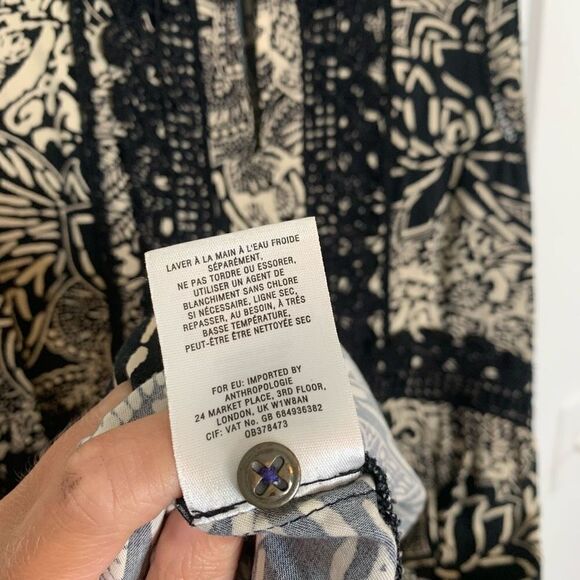 LAVER À LA MAIN À L'EAU FROIDE
SÉPARÉMENT,
NE PAS TORDRE OU ESSORER,
UTILISER UN AGENT DE
BLANCHIMENT SANS CHLORE
SI NÉCESSAIRE, LIGNE SEC,
REPASSER, AU BESOIN, À TRÈS
BASSE TEMPÉRATURE,
PEUT-ÊTRE ÊTRE NETTOYÉE SEC
FOR EU: IMPORTED BY
ANTHROPOLOGIE
24 MARKET PLACE, 3RD FLOOR,
LONDON, UK W1W8AN
CIF: VAT No. GB 684936382
0B378473